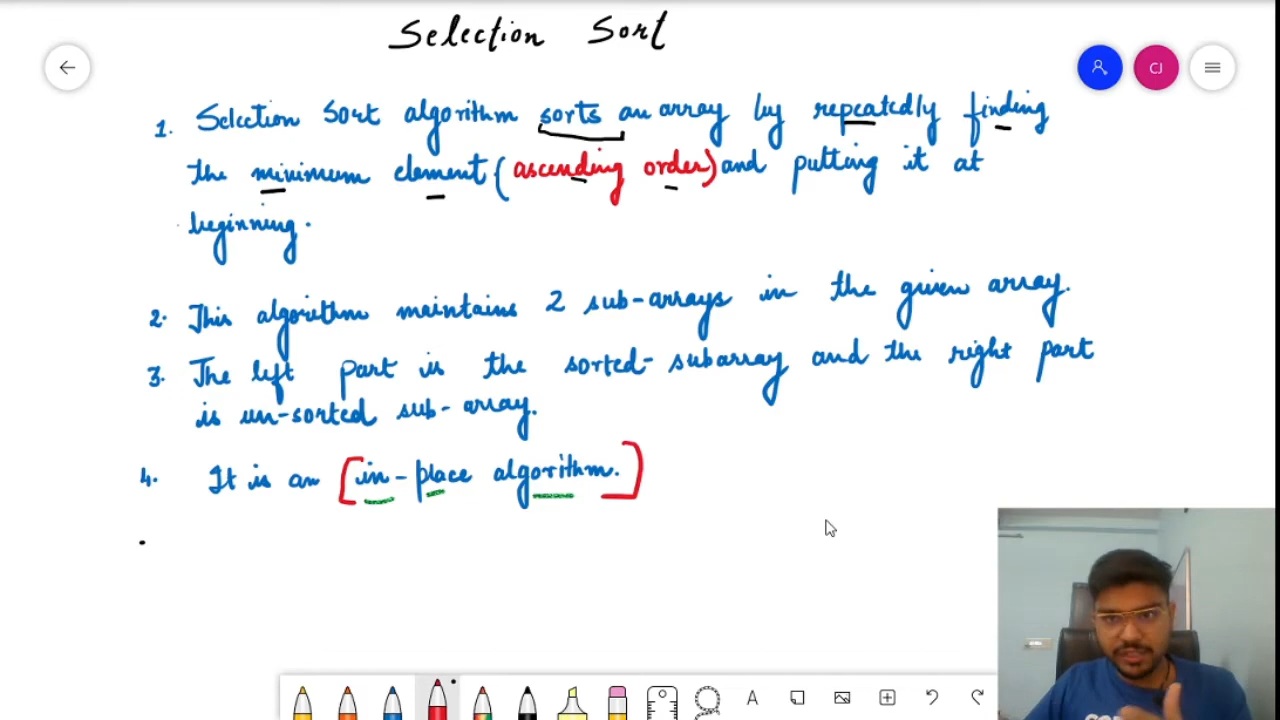 Selection Sort
CJ
1. Selection Sort algorithm sorts an array by repeatedly finding
the minimum element (ascending order) and putting it at
beginning.
2. This algorithm maintains 2 sub-arrays in the given array.
3. The left part is the sorted-subarray and the right part
is un-sorted sub-array.
4. It is an [in-place algorithm.]
A